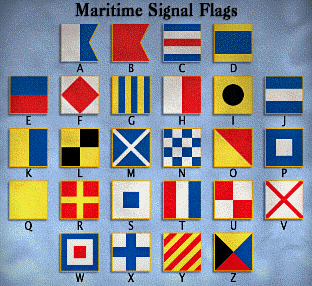 Maritime Signal Flags
A B C D
E F G H I J
K L M N O P
Q R S T U V
W X Y Z